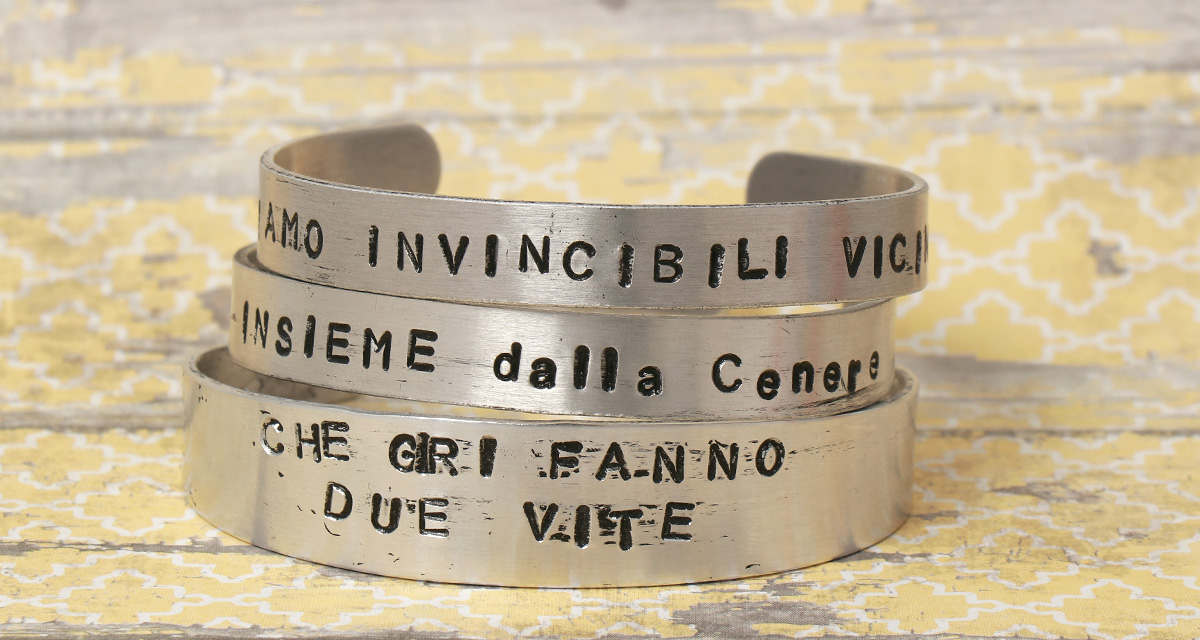 AMO INVINCIBILI VICI
INSIEME dalla Cenere
CHE GRI FANNO
DUE VITE